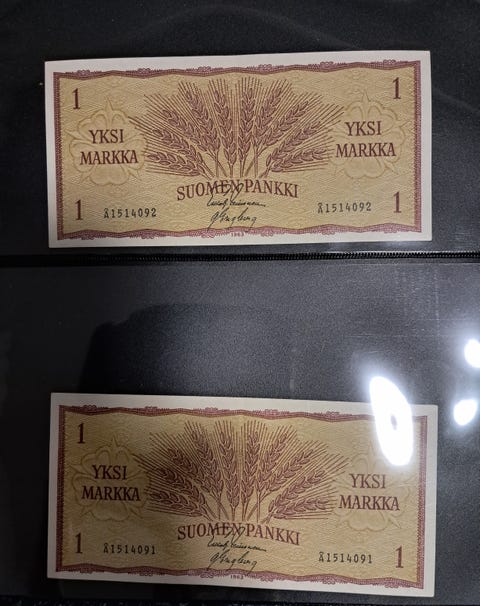 1 1
YKSI MARKKA YKSI MARKKA
SUOMEN PANKKI
1 Ä1514092 Ä1514092 1
1963
1
YKSI MARKKA YKSI MARKKA
SUOMEN PANKKI
1 Ä1514091 Ä1514091 1
1963